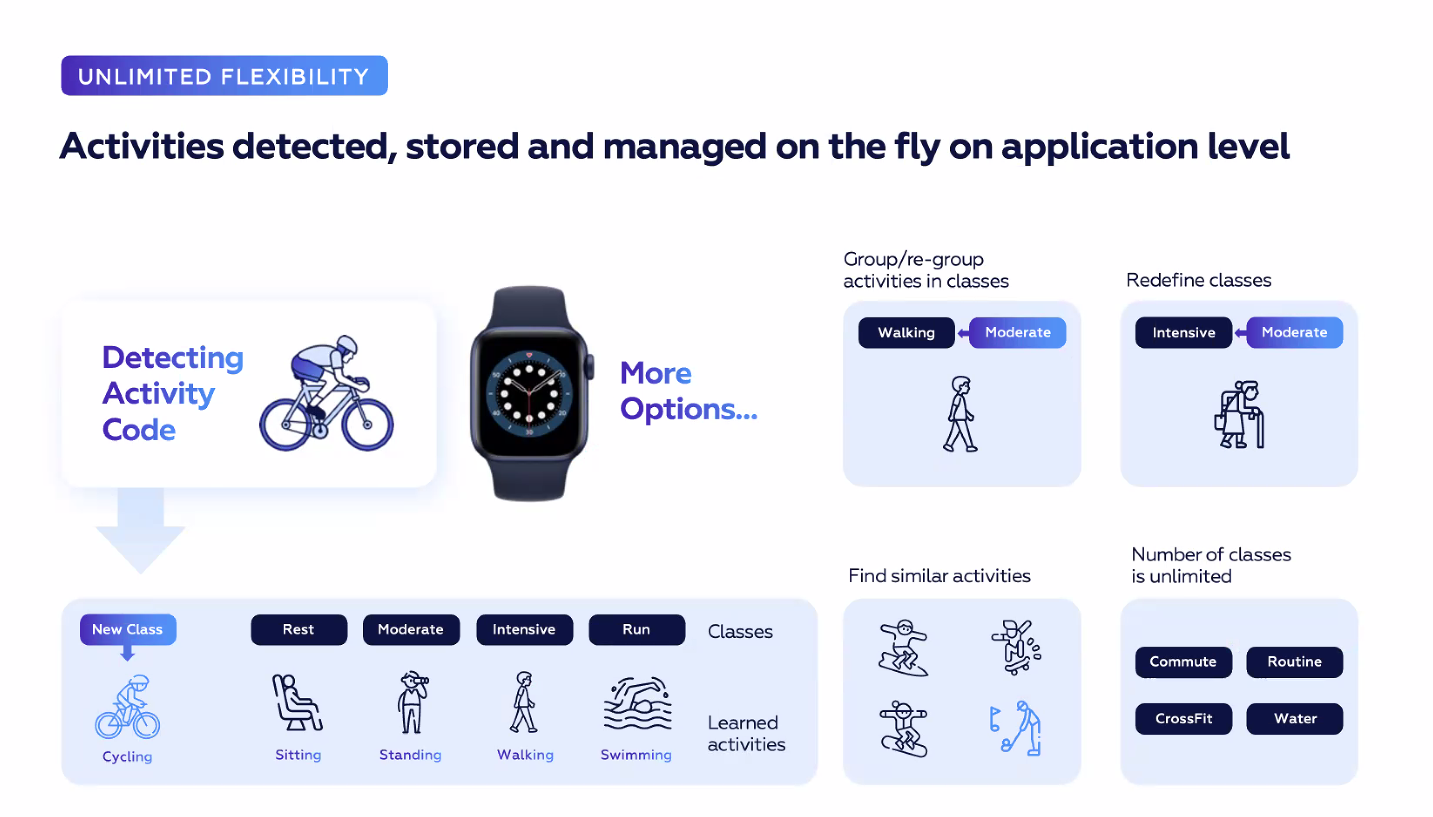 UNLIMITED FLEXIBILITY
Activities detected, stored and managed on the fly on application level
Detecting
Activity
Code
More
Options...
Group/re-group
activities in classes
Walking
Moderate
Redefine classes
Intensive
Moderate
New Class
Rest
Moderate
Intensive
Run
Classes
Cycling
Sitting
Standing
Walking
Swimming
Learned
activities
Find similar activities
Number of classes
is unlimited
Commute
Routine
CrossFit
Water